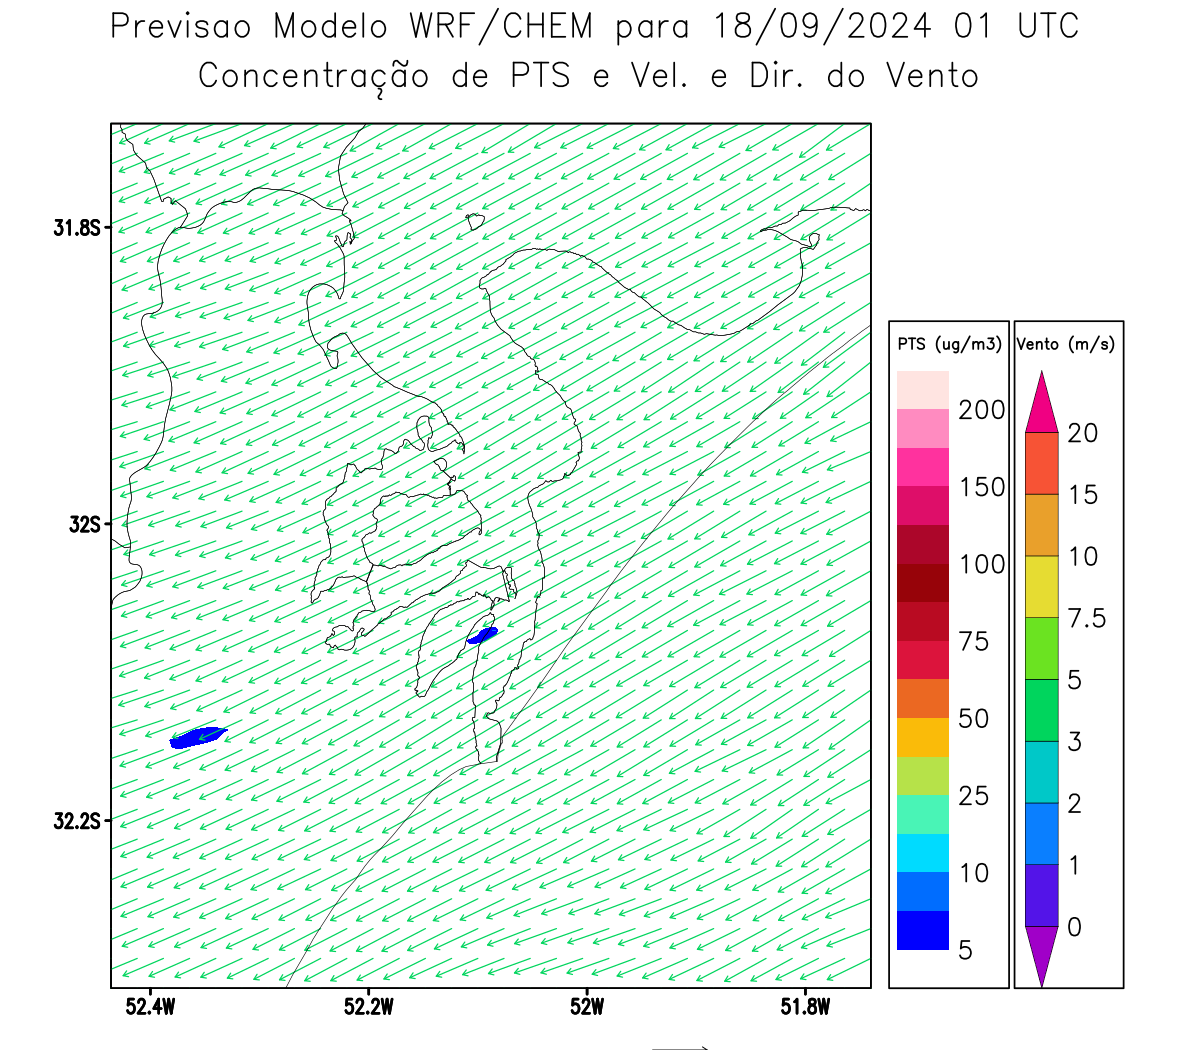 Previsao Modelo WRF/CHEM para 18/09/2024 01 UTC
Concentração de PTS e Vel. e Dir. do Vento
31.8S
32S
32.2S
52.4W 52.2W 52W 51.8W
PTS (ug/m3)
200
150
100
75
50
25
10
5
Vento (m/s)
20
15
10
7.5
5
3
2
1
0